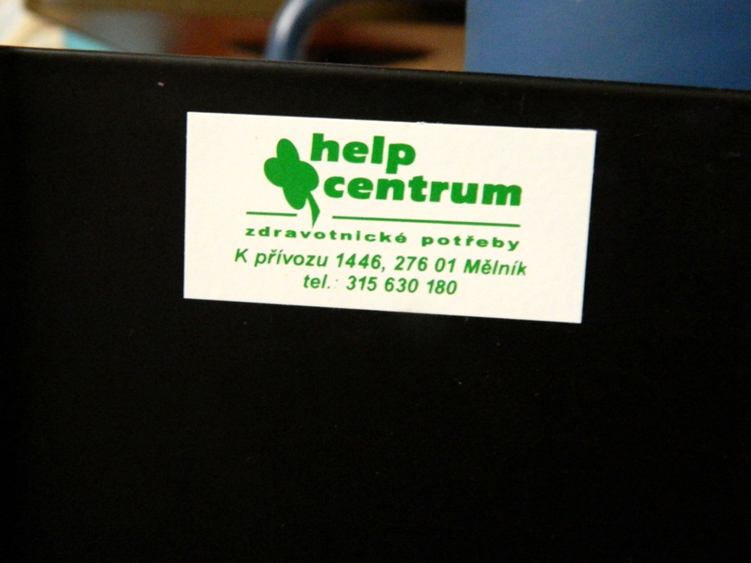 help
centrum
zdravotnické potřeby
K přívozu 1446, 276 01 Mělník
tel.: 315 630 180